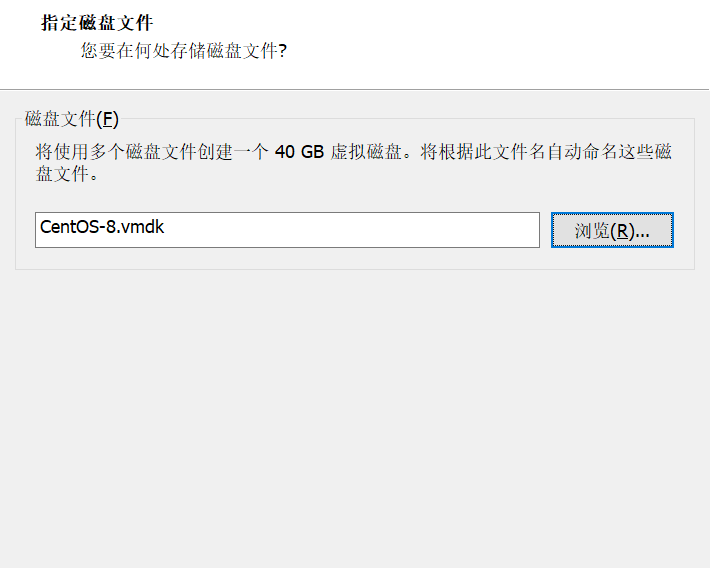 指定磁盘文件
您要在何处存储磁盘文件?
磁盘文件(F)
将使用多个磁盘文件创建一个 40 GB 虚拟磁盘。将根据此文件名自动命名这些磁
盘文件。
CentOS-8.vmdk
浏览(R)...